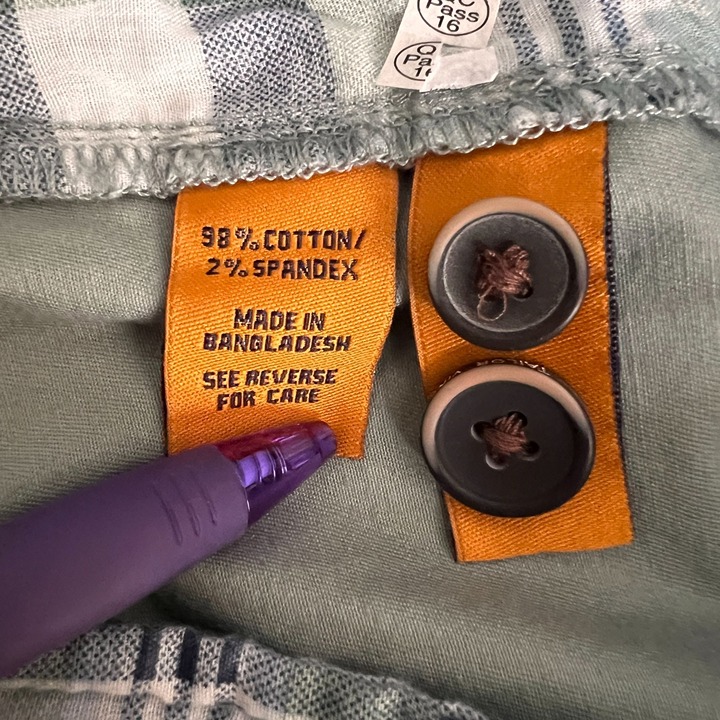 QC
Pass
16
98% COTTON/
2% SPANDEX
MADE IN
BANGLADESH
SEE REVERSE
FOR CARE